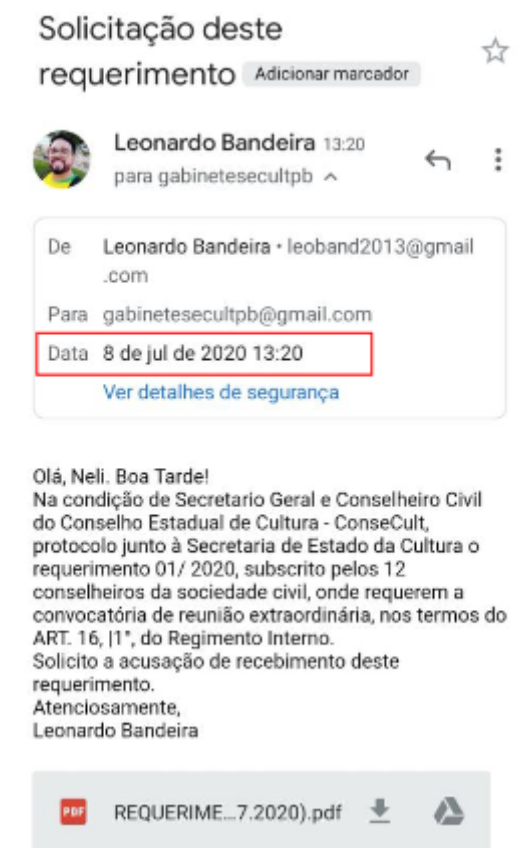 Solicitação deste
requerimento Adicionar marcador
Leonardo Bandeira 13:20
para gabinetesecultpb
De Leonardo Bandeira • leoband2013@gmail
.com
Para gabinetesecultpb@gmail.com
Data 8 de jul de 2020 13:20
Ver detalhes de segurança
Olá, Neli. Boa Tarde!
Na condição de Secretario Geral e Conselheiro Civil
do Conselho Estadual de Cultura - ConseCult,
protocolo junto à Secretaria de Estado da Cultura o
requerimento 01/ 2020, subscrito pelos 12
conselheiros da sociedade civil, onde requerem a
convocatória de reunião extraordinária, nos termos do
ART. 16, |1°, do Regimento Interno.
Solicito a acusação de recebimento deste
requerimento.
Atenciosamente,
Leonardo Bandeira
PDF REQUERIME...7.2020).pdf